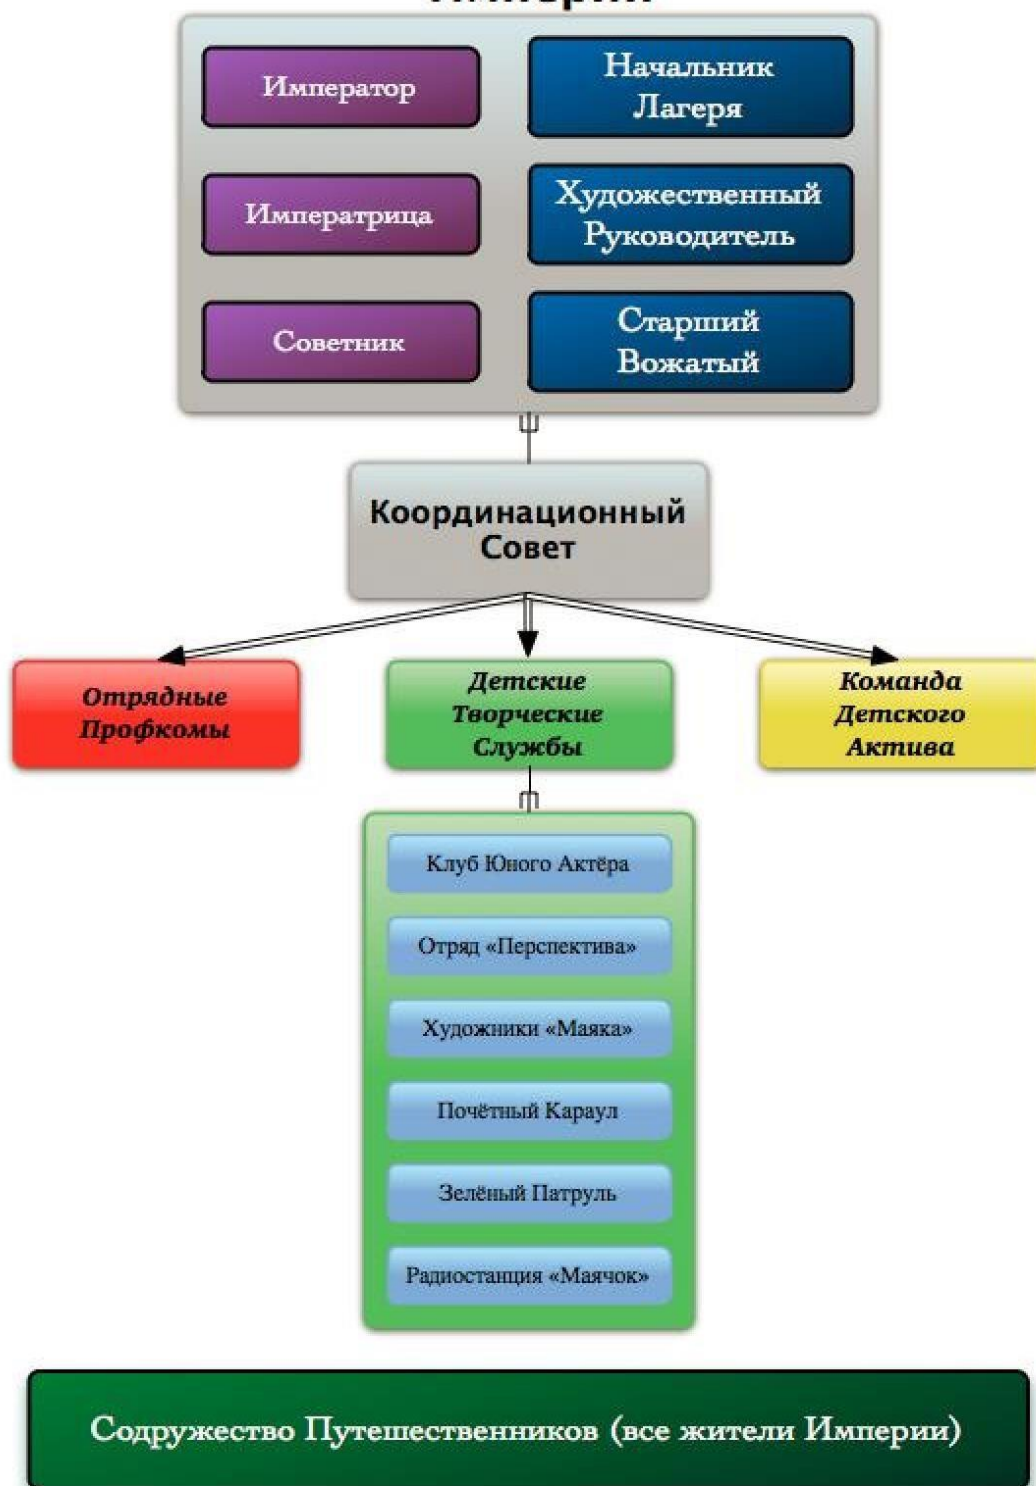 Император
Начальник
Лагеря
Императрица
Художественный
Руководитель
Советник
Старший
Вожатый
Координационный
Совет
Отрядные
Профкомы
Детские
Творческие
Службы
Команда
Детского
Актива
Клуб Юного Актёра
Отряд «Перспектива»
Художники «Маяка»
Почётный Караул
Зелёный Патруль
Радиостанция «Маячок»
Содружество Путешественников (все жители Империи)